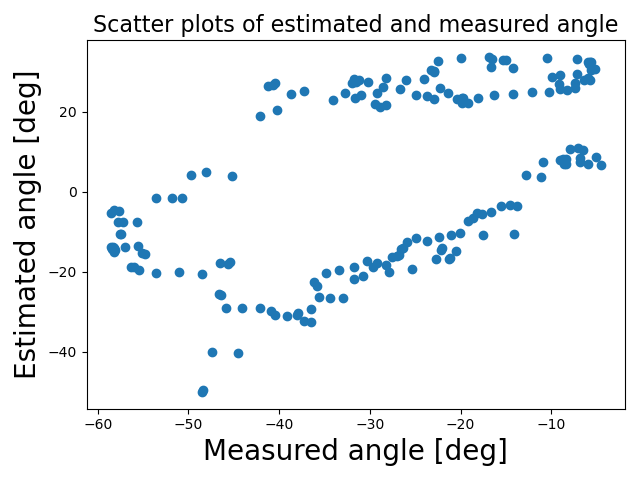 Scatter plots of estimated and measured angle
Estimated angle [deg]
20
0
−20
−40
−60 −50 −40 −30 −20 −10
Measured angle [deg]